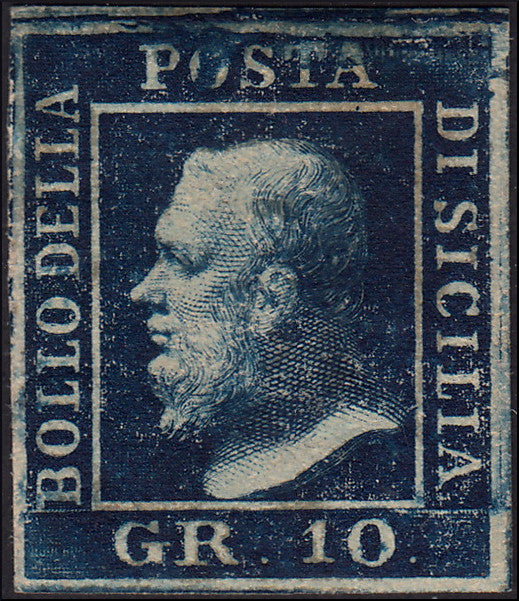 BOLLO DELLA
POSTA
DI SICILIA
GR. 10.